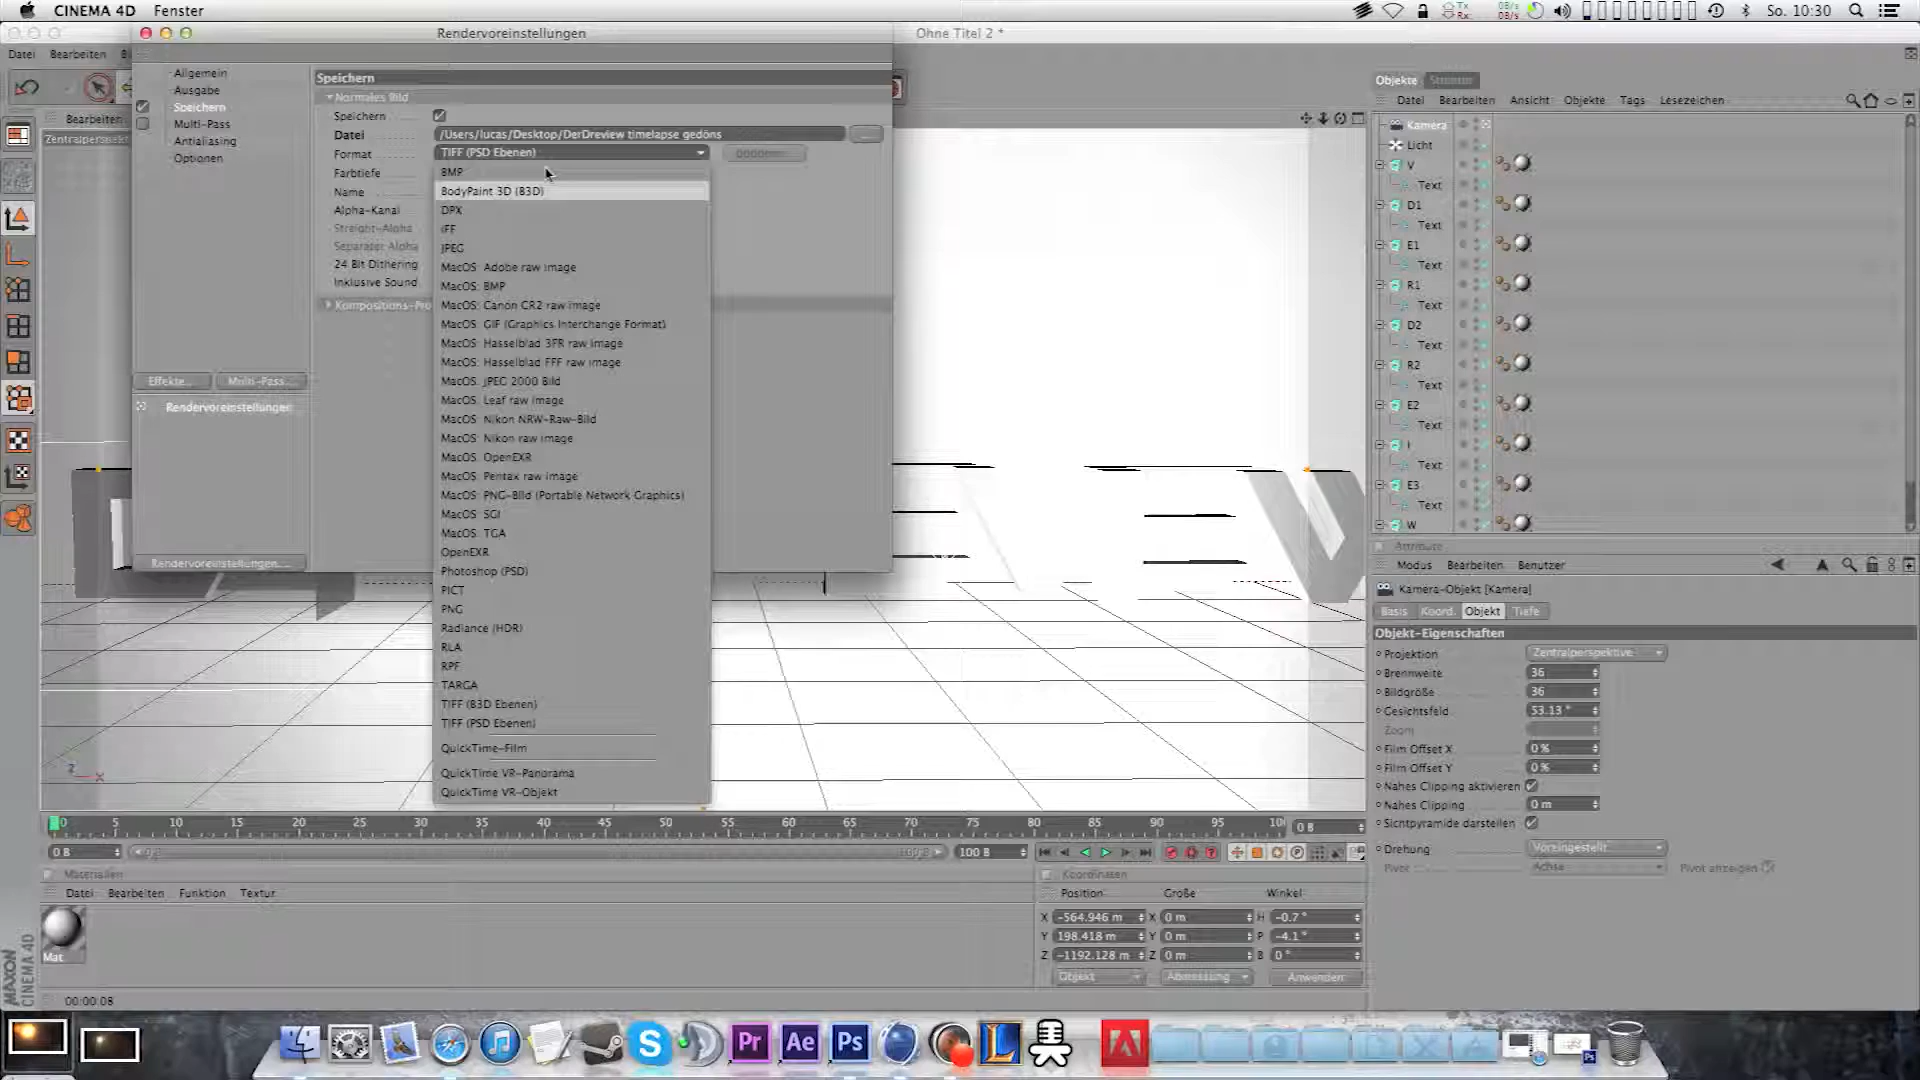 CINEMA 4D Fenster
So. 10:30
Rendervoreinstellungen
Ohne Titel 2 *
Datei Bearbeiten
Allgemein
Ausgabe
Speichern
Multi-Pass
Antialiasing
Optionen
Effekte... Multi-Pass...
Rendervoreinstellungen
Rendervoreinstellungen...
Speichern
Normales Bild
Speichern
Datei /Users/lucas/Desktop/DerDreview timelapse gedöns
Format TIFF (PSD Ebenen)
Farbtiefe
Name
Alpha-Kanal
Straight-Alpha
Separater Alpha
24 Bit Dithering
Inklusive Sound
Kompositions-Pro
BMP
BodyPaint 3D (B3D)
DPX
IFF
JPEG
MacOS: Adobe raw image
MacOS: BMP
MacOS: Canon CR2 raw image
MacOS: GIF (Graphics Interchange Format)
MacOS: Hasselblad 3FR raw image
MacOS: Hasselblad FFF raw image
MacOS: JPEG 2000 Bild
MacOS: Leaf raw image
MacOS: Nikon NRW-Raw-Bild
MacOS: Nikon raw image
MacOS: OpenEXR
MacOS: Pentax raw image
MacOS: PNG-Bild (Portable Network Graphics)
MacOS: SGI
MacOS: TGA
OpenEXR
Photoshop (PSD)
PICT
PNG
Radiance (HDR)
RLA
RPF
TARGA
TIFF (B3D Ebenen)
TIFF (PSD Ebenen)
QuickTime-Film
QuickTime VR-Panorama
QuickTime VR-Objekt
Bearbeiten
Zentralperspekt
Objekte Struktur
Datei Bearbeiten Ansicht Objekte Tags Lesezeichen
Kamera
Licht
V
Text
D1
Text
E1
Text
R1
Text
D2
Text
R2
Text
E2
Text
I
Text
E3
Text
W
Attribute
Modus Bearbeiten Benutzer
Kamera-Objekt [Kamera]
Basis Koord. Objekt Tiefe
Objekt-Eigenschaften
Projektion Zentralperspektive
Brennweite 36
Bildgröße 36
Gesichtsfeld 53.13 °
Zoom
Film Offset X 0 %
Film Offset Y 0 %
Nahes Clipping aktivieren
Nahes Clipping 0 m
Sichtpyramide darstellen
Drehung Voreingestellt
Pivot Achse Pivot anzeigen
Z X
0 5 10 15 20 25 30 35 40 45 50 55 60 65 70 75 80 85 90 95 10 0 B
0 B 100 B 100 B
Materialien
Datei Bearbeiten Funktion Textur
Mat
Koordinaten
Position Größe Winkel
X -564.946 m X 0 m H -0.7 °
Y 198.418 m Y 0 m P -4.1 °
Z -1192.128 m Z 0 m B 0 °
Objekt Abmessung Anwenden
MAXON
CINEMA 4D
00:00:08
Pr Ae Ps